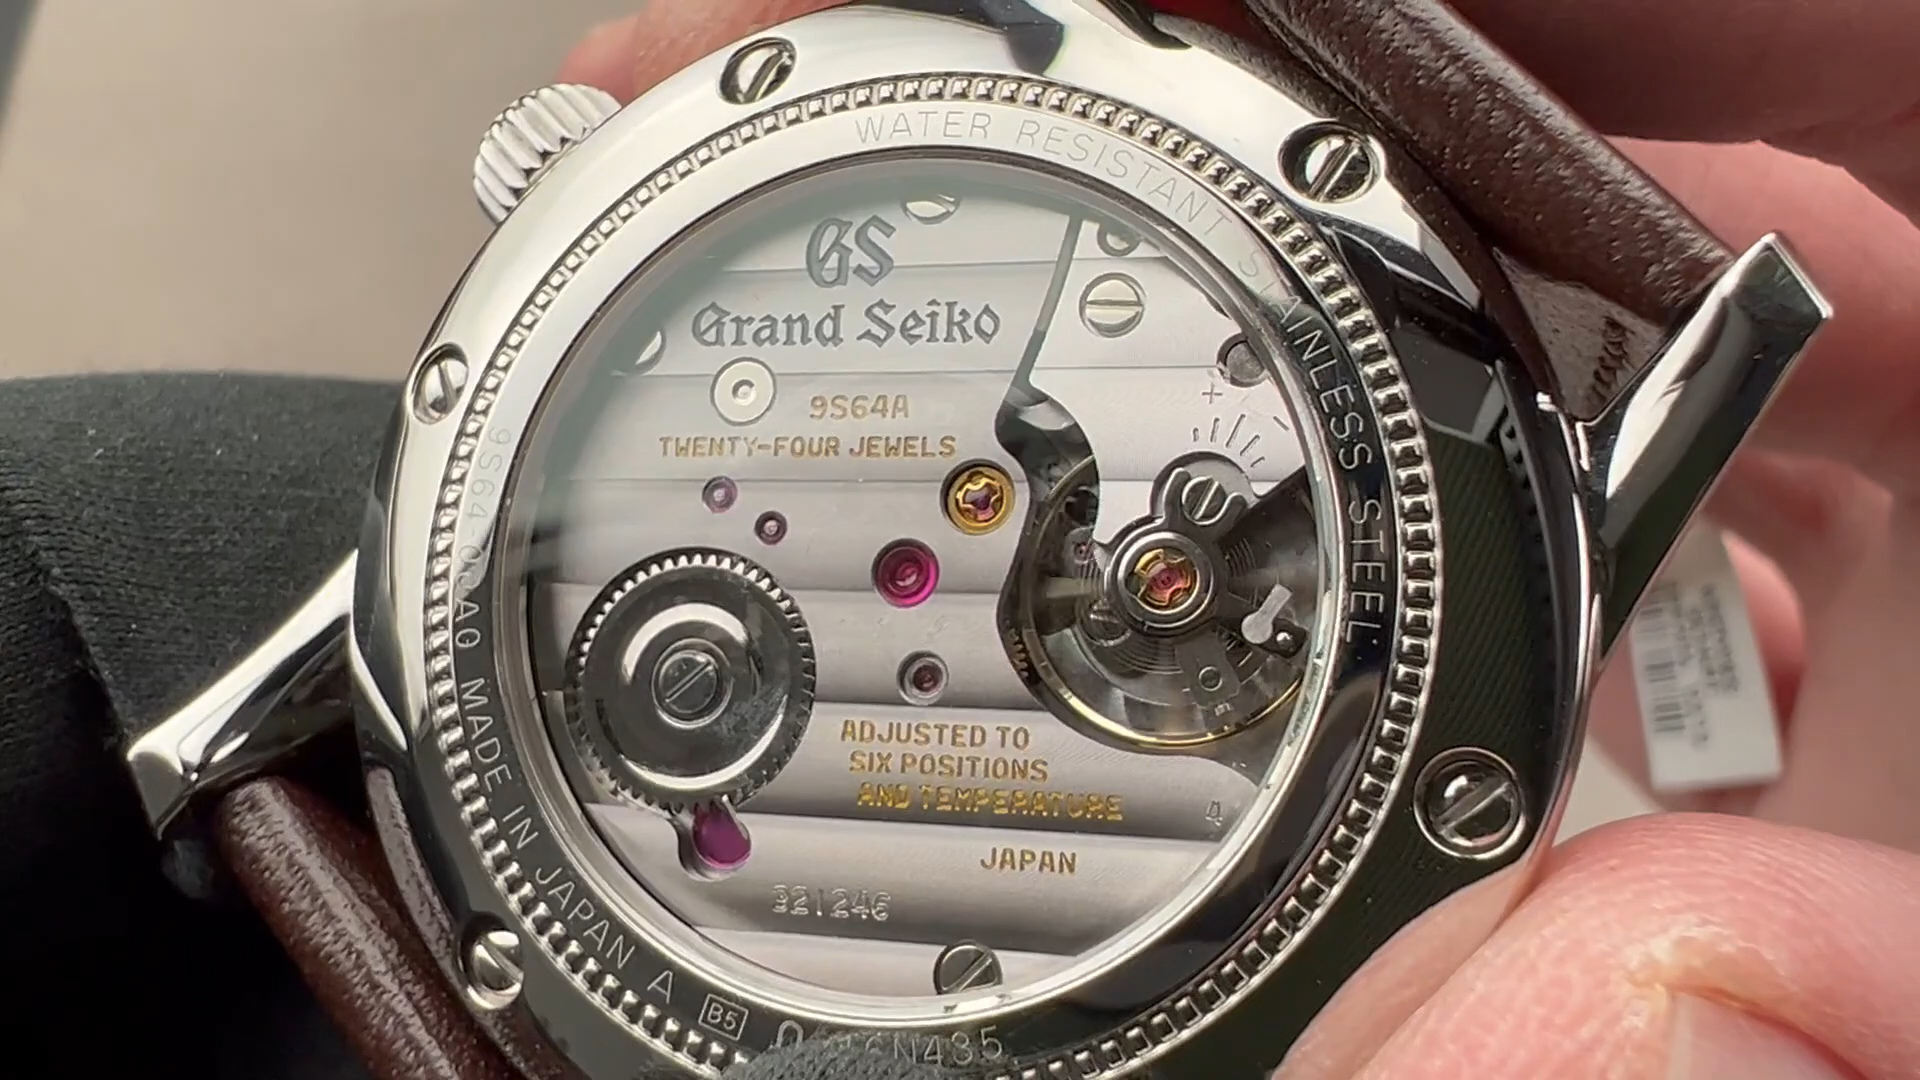 WATER RESISTANT STAINLESS STEEL
GS
Grand Seiko
9S64A
TWENTY-FOUR JEWELS
+
-
ADJUSTED TO
SIX POSITIONS
AND TEMPERATURE
4
JAPAN
321246
MADE IN JAPAN A
B5